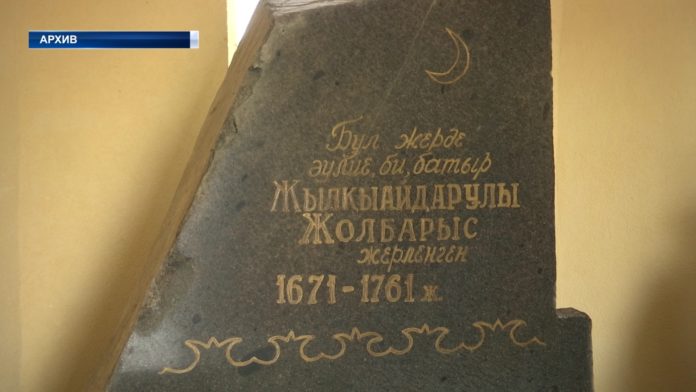 АРХИВ
Бұл жерде
әулие, би, батыр
Жылқыайдарұлы
Жолбарыс
жерленген
1671-1761 ж.